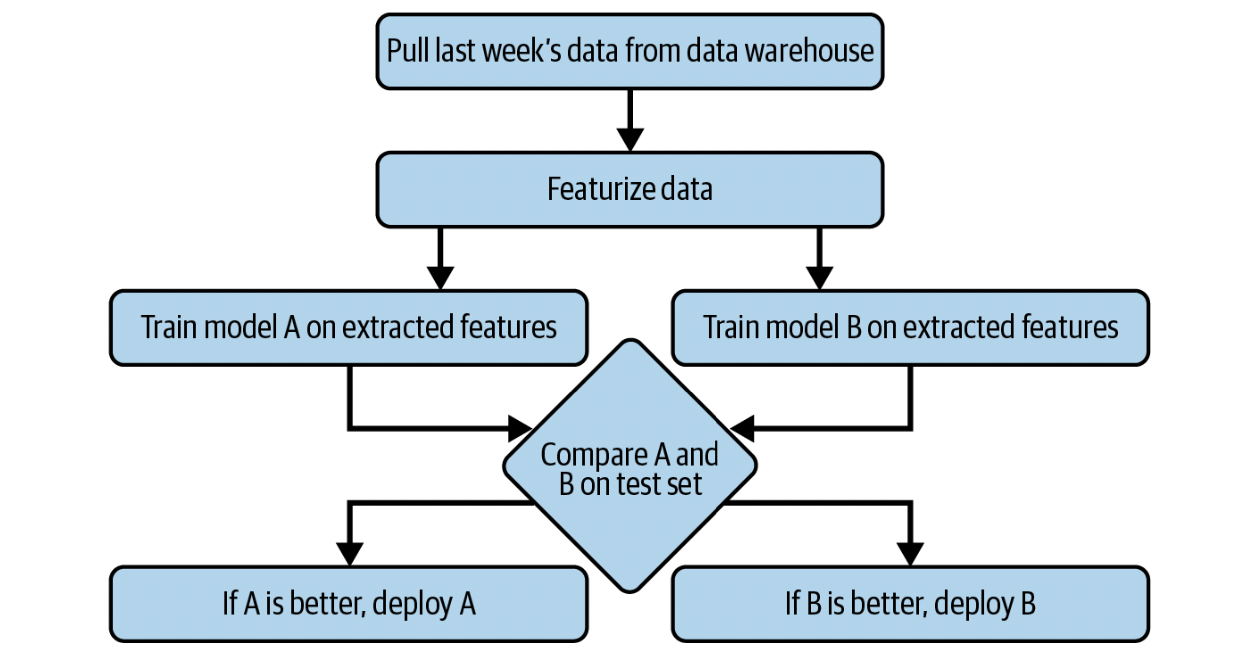 Pull last week's data from data warehouse
Featurize data
Train model A on extracted features
Train model B on extracted features
Compare A and
B on test set
If A is better, deploy A
If B is better, deploy B